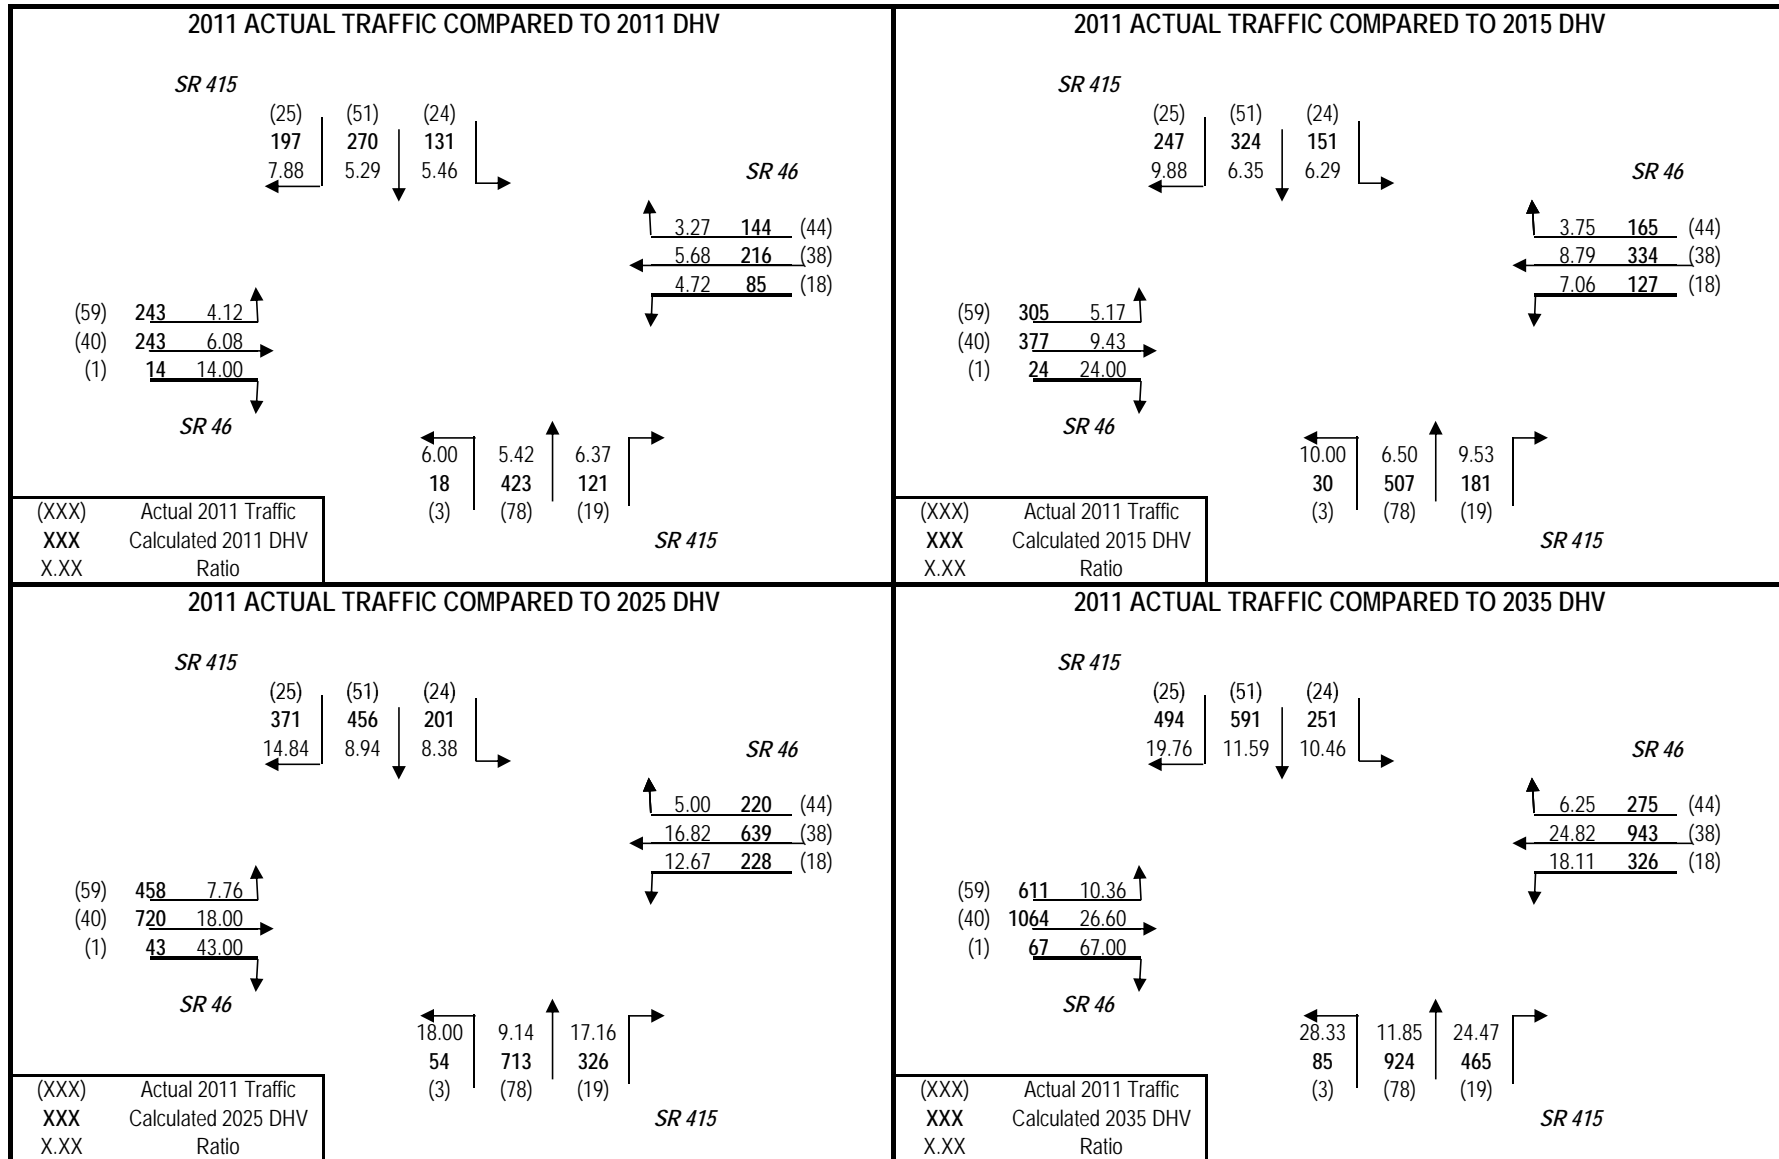 2011 ACTUAL TRAFFIC COMPARED TO 2011 DHV
SR 415
(25) (51) (24)
197 270 131
7.88 5.29 5.46
SR 46
3.27 144 (44)
5.68 216 (38)
4.72 85 (18)
(59) 243 4.12
(40) 243 6.08
(1) 14 14.00
SR 46
6.00 5.42 6.37
18 423 121
(3) (78) (19)
SR 415
(XXX) Actual 2011 Traffic
XXX Calculated 2011 DHV
X.XX Ratio
2011 ACTUAL TRAFFIC COMPARED TO 2015 DHV
SR 415
(25) (51) (24)
247 324 151
9.88 6.35 6.29
SR 46
3.75 165 (44)
8.79 334 (38)
7.06 127 (18)
(59) 305 5.17
(40) 377 9.43
(1) 24 24.00
SR 46
10.00 6.50 9.53
30 507 181
(3) (78) (19)
SR 415
(XXX) Actual 2011 Traffic
XXX Calculated 2015 DHV
X.XX Ratio
2011 ACTUAL TRAFFIC COMPARED TO 2025 DHV
SR 415
(25) (51) (24)
371 456 201
14.84 8.94 8.38
SR 46
5.00 220 (44)
16.82 639 (38)
12.67 228 (18)
(59) 458 7.76
(40) 720 18.00
(1) 43 43.00
SR 46
18.00 9.14 17.16
54 713 326
(3) (78) (19)
SR 415
(XXX) Actual 2011 Traffic
XXX Calculated 2025 DHV
X.XX Ratio
2011 ACTUAL TRAFFIC COMPARED TO 2035 DHV
SR 415
(25) (51) (24)
494 591 251
19.76 11.59 10.46
SR 46
6.25 275 (44)
24.82 943 (38)
18.11 326 (18)
(59) 611 10.36
(40) 1064 26.60
(1) 67 67.00
SR 46
28.33 11.85 24.47
85 924 465
(3) (78) (19)
SR 415
(XXX) Actual 2011 Traffic
XXX Calculated 2035 DHV
X.XX Ratio